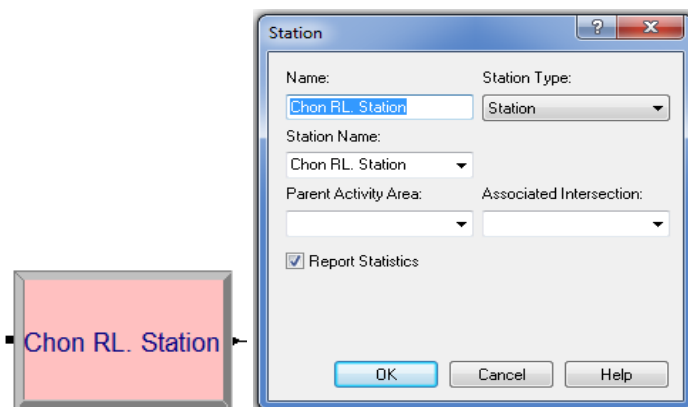 Station
Name:
Station Type:
Chon RL. Station
Station
Station Name:
Chon RL. Station
Parent Activity Area:
Associated Intersection:
Report Statistics
OK
Cancel
Help
Chon RL. Station